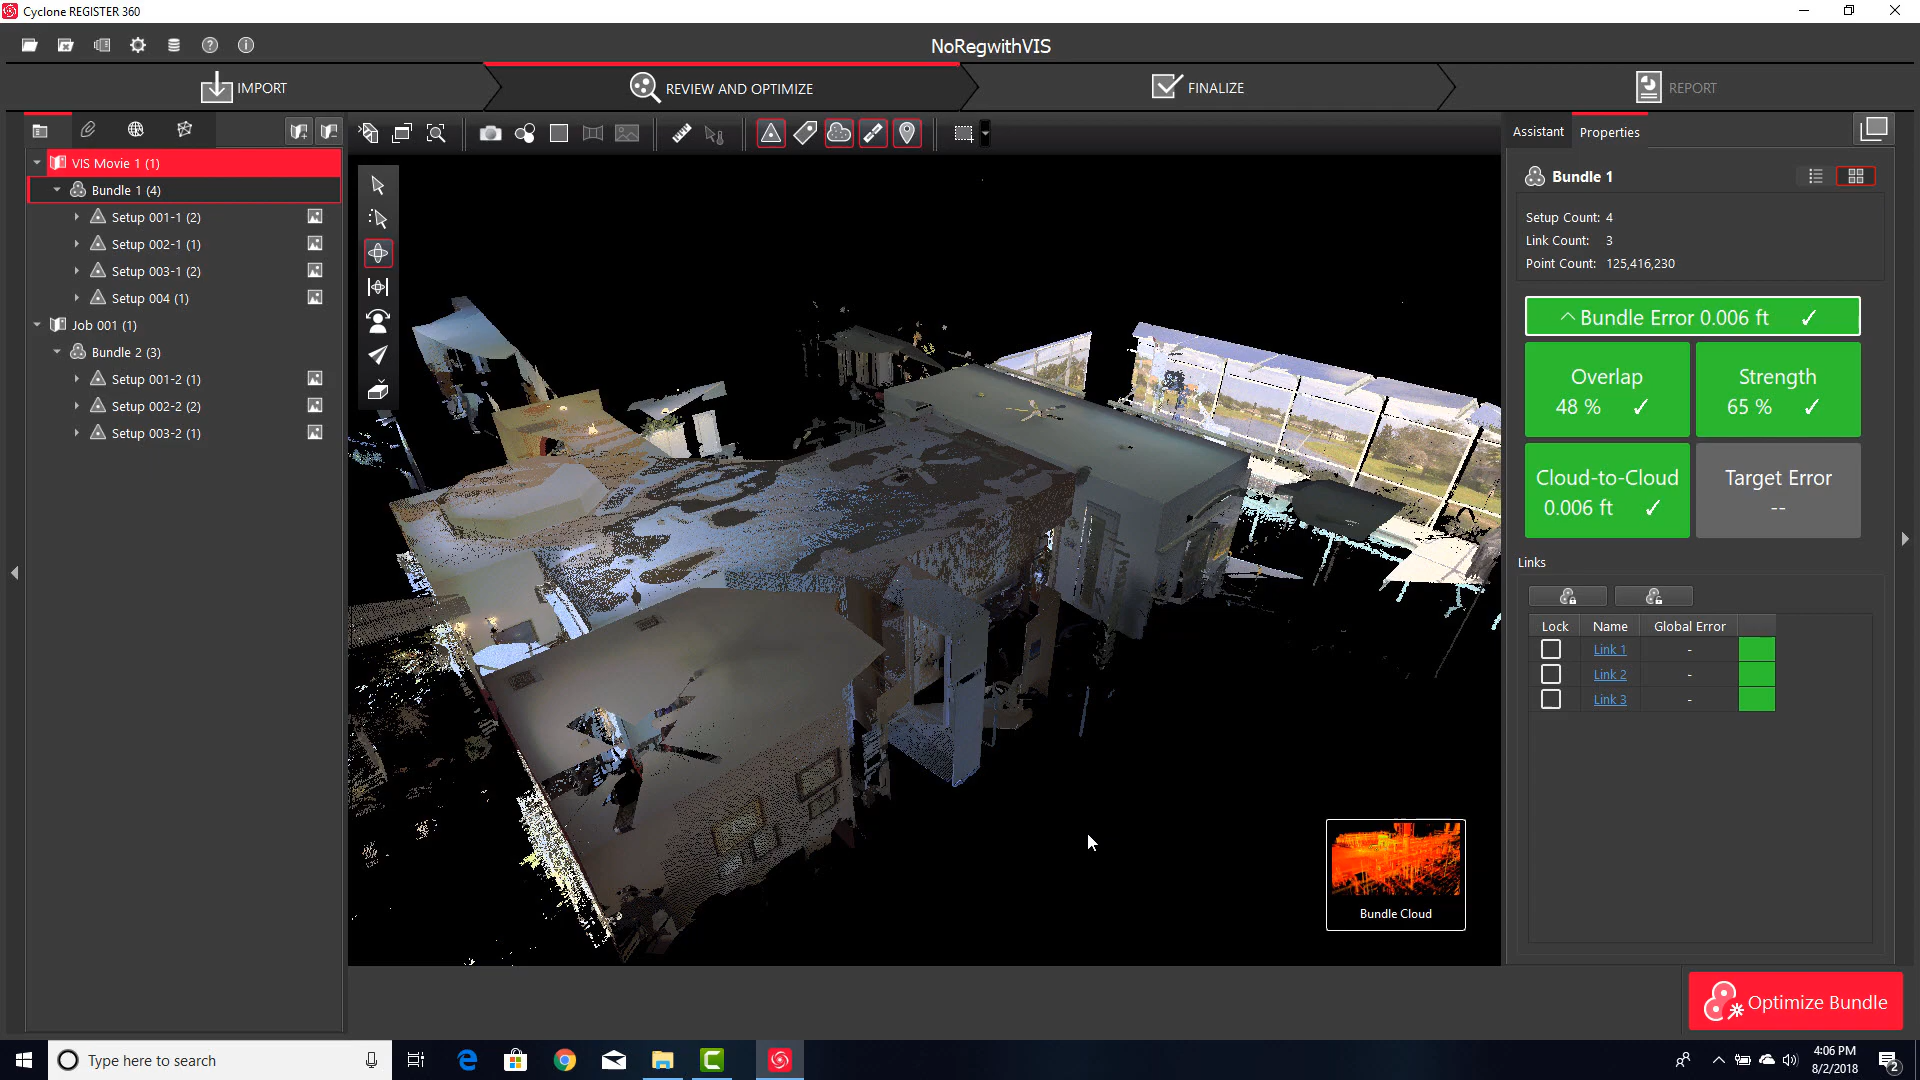 Cyclone REGISTER 360
NoRegwithVIS
IMPORT
REVIEW AND OPTIMIZE
FINALIZE
REPORT
VIS Movie 1 (1)
Bundle 1 (4)
Setup 001-1 (2)
Setup 002-1 (1)
Setup 003-1 (2)
Setup 004 (1)
Job 001 (1)
Bundle 2 (3)
Setup 001-2 (1)
Setup 002-2 (2)
Setup 003-2 (1)
Bundle Cloud
Assistant Properties
Bundle 1
Setup Count: 4
Link Count: 3
Point Count: 125,416,230
Bundle Error 0.006 ft ✓
Overlap
48 % ✓
Strength
65 % ✓
Cloud-to-Cloud
0.006 ft ✓
Target Error
--
Links
Lock Name Global Error
Link 1 -
Link 2 -
Link 3 -
Optimize Bundle
Type here to search
4:06 PM
8/2/2018
2